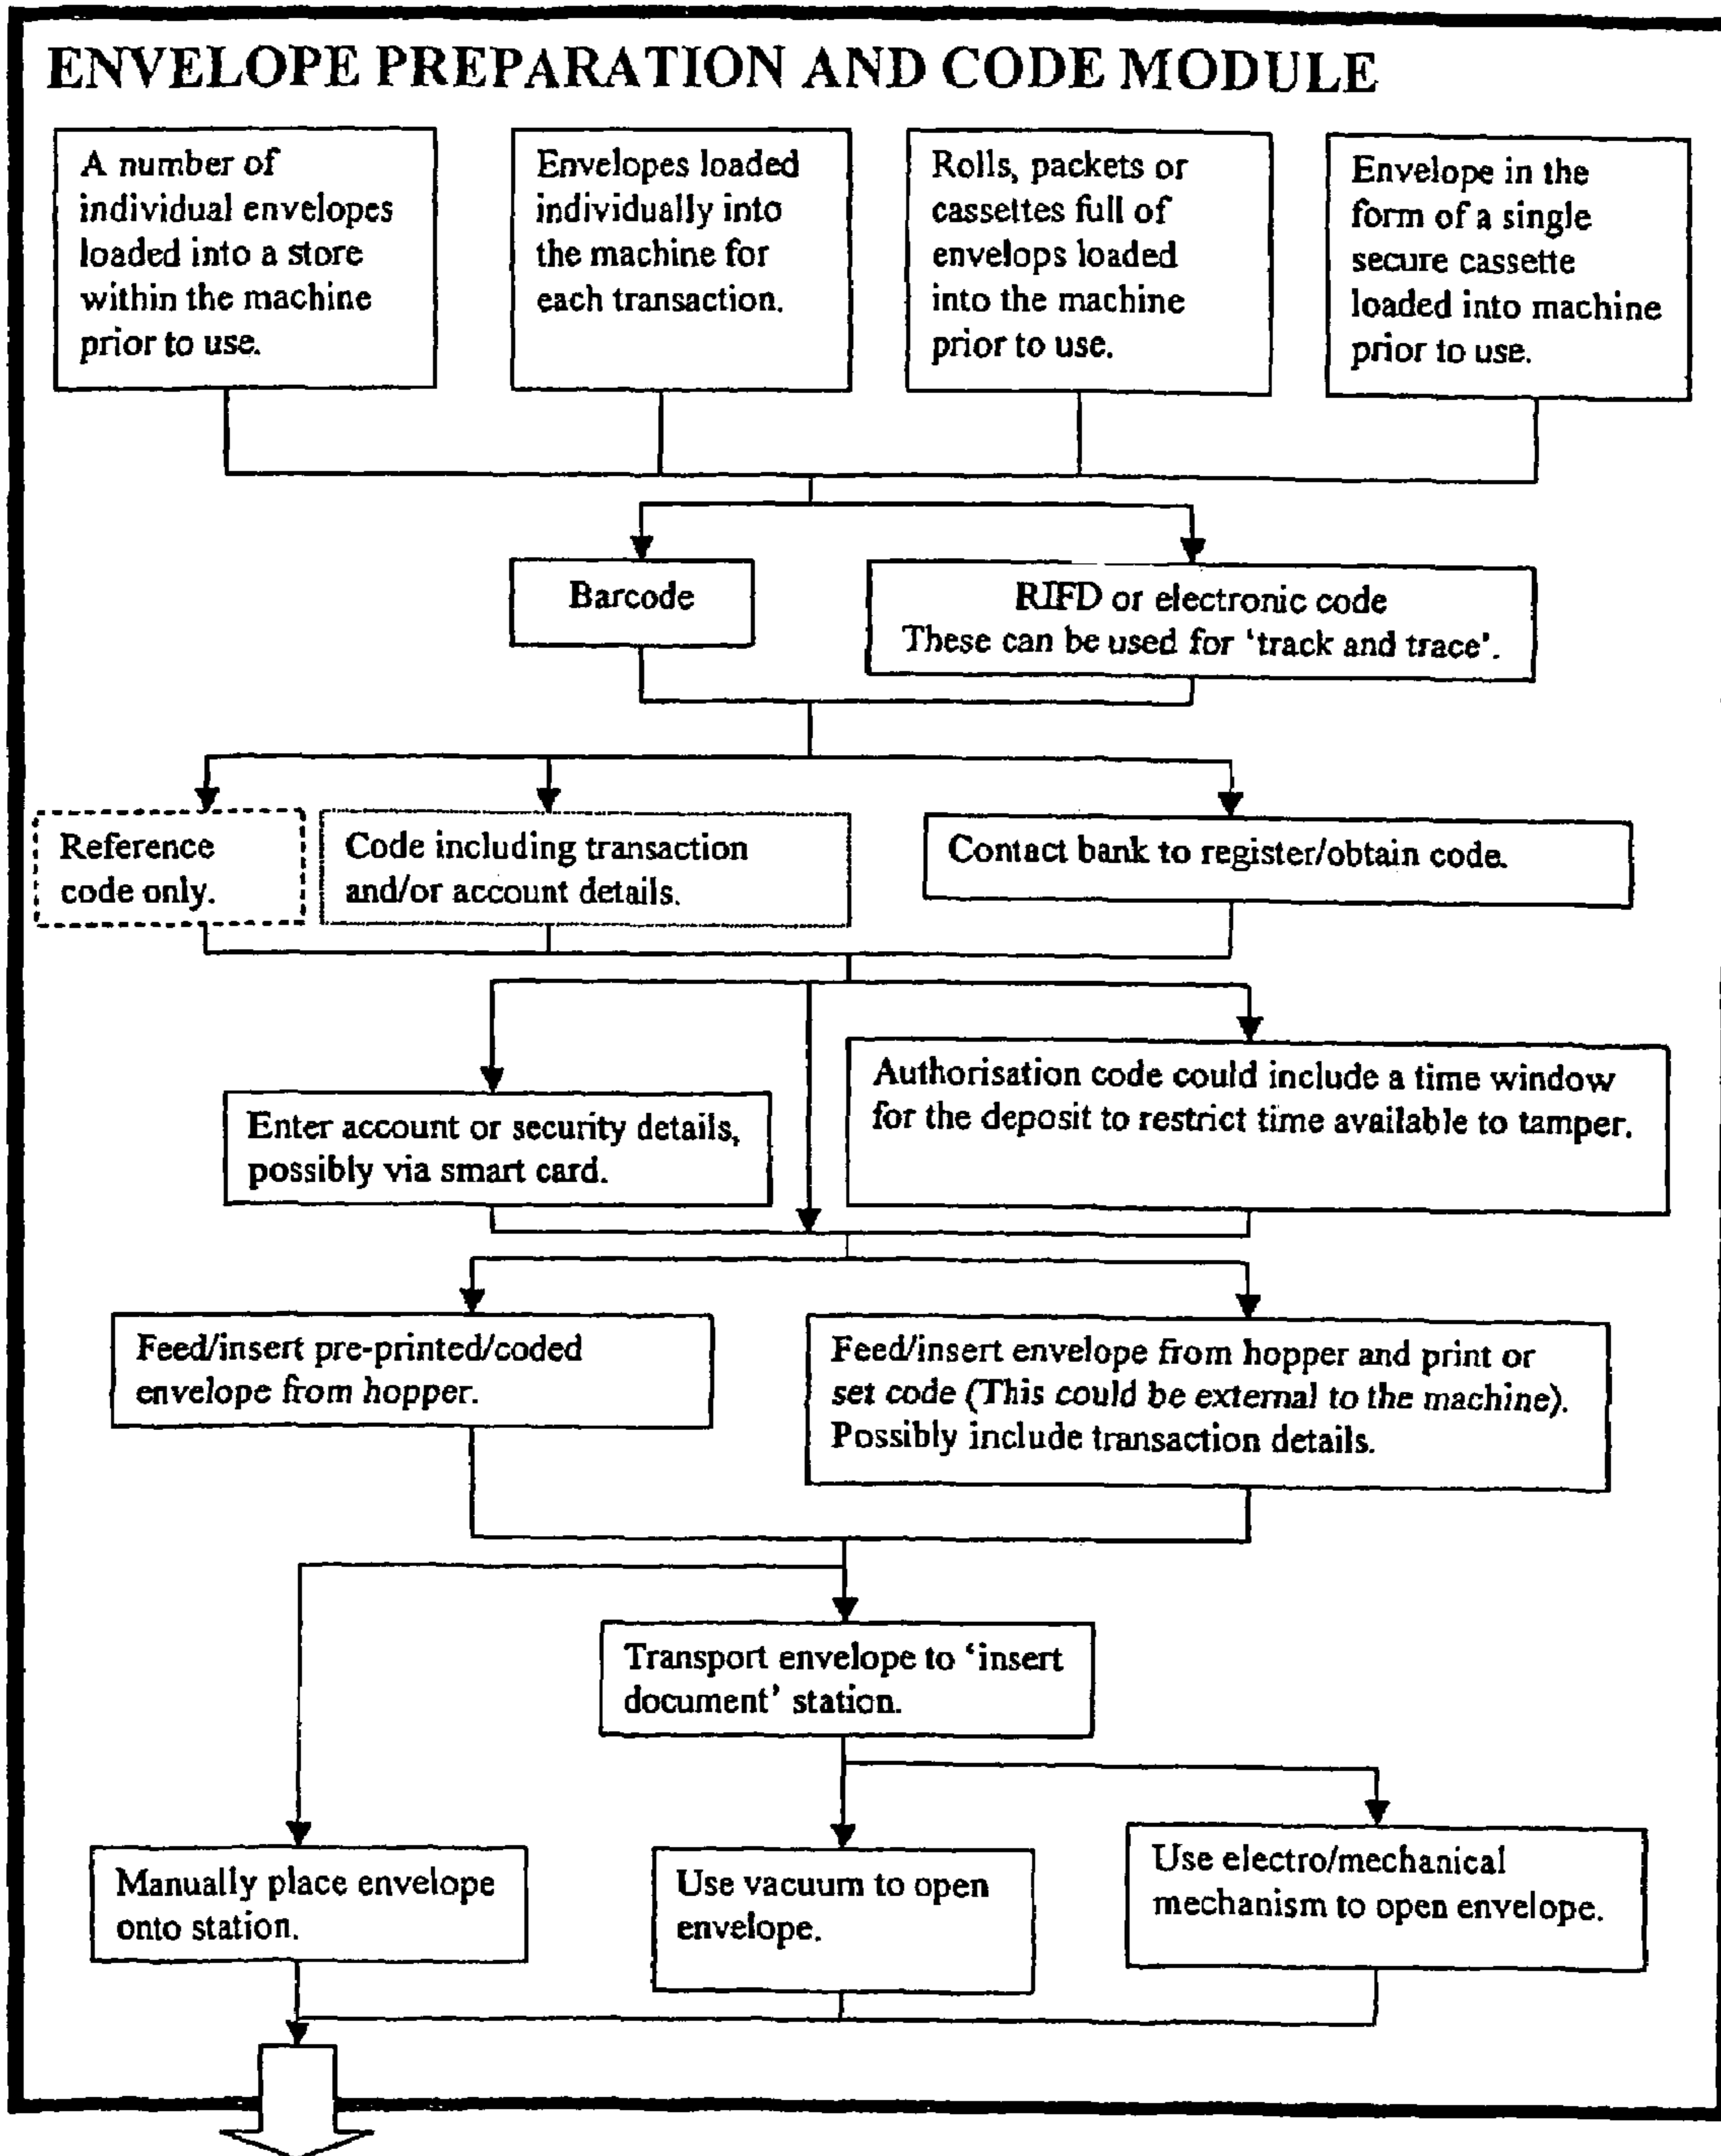 ENVELOPE PREPARATION AND CODE MODULE
A number of
individual envelopes
loaded into a store
within the machine
prior to use.
Envelopes loaded
individually into
the machine for
each transaction.
Rolls, packets or
cassettes full of
envelops loaded
into the machine
prior to use.
Envelope in the
form of a single
secure cassette
loaded into machine
prior to use.
Barcode
RIFD or electronic code
These can be used for ‘track and trace’.
Reference
code only.
Code including transaction
and/or account details.
Contact bank to register/obtain code.
Enter account or security details,
possibly via smart card.
Authorisation code could include a time window
for the deposit to restrict time available to tamper.
Feed/insert pre-printed/coded
envelope from hopper.
Feed/insert envelope from hopper and print or
set code (This could be external to the machine).
Possibly include transaction details.
Transport envelope to ‘insert
document’ station.
Manually place envelope
onto station.
Use vacuum to open
envelope.
Use electro/mechanical
mechanism to open envelope.